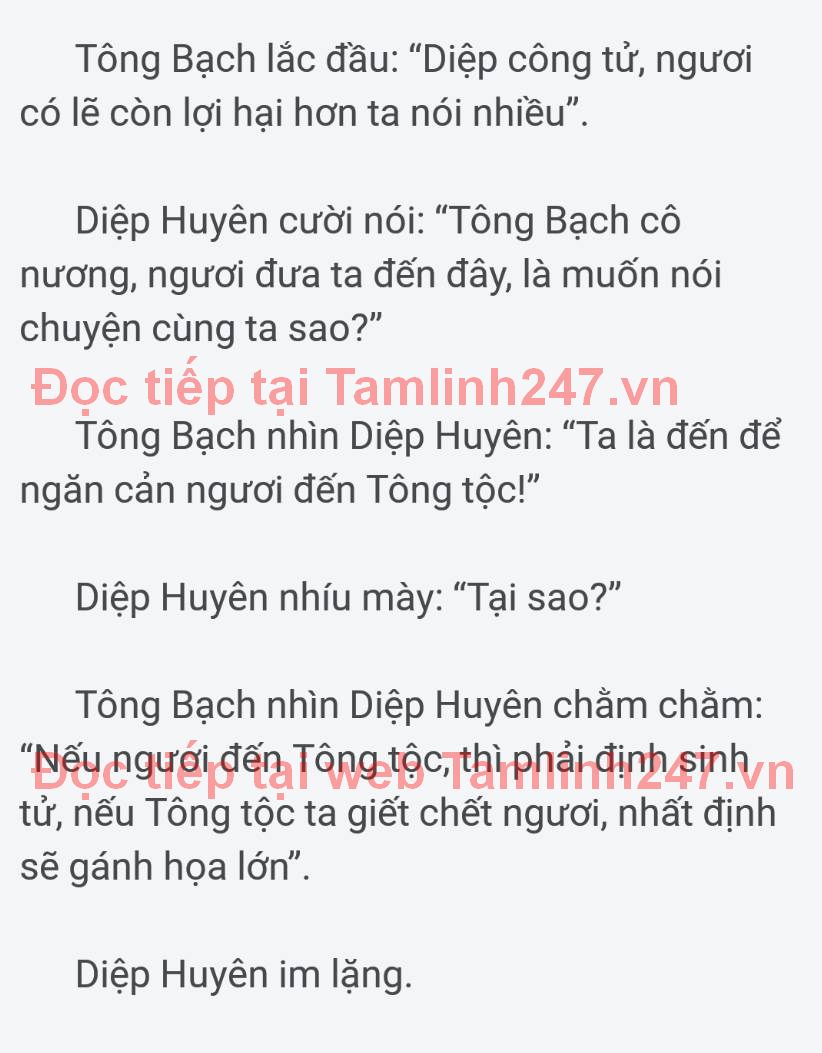 Tông Bạch lắc đầu: “Diệp công tử, ngươi
có lẽ còn lợi hại hơn ta nói nhiều”.
Diệp Huyên cười nói: “Tông Bạch cô
nương, ngươi đưa ta đến đây, là muốn nói
chuyện cùng ta sao?”
Đọc tiếp tại Tamlinh247.vn
Tông Bạch nhìn Diệp Huyên: “Ta là đến để
ngăn cản ngươi đến Tông tộc!”
Diệp Huyên nhíu mày: “Tại sao?”
Tông Bạch nhìn Diệp Huyên chằm chằm:
“Nếu ngươi đến Tông tộc, thì phải định sinh
Đọc tiếp tại web Tamlinh247.vn
tử, nếu Tông tộc ta giết chết ngươi, nhất định
sẽ gánh họa lớn”.
Diệp Huyên im lặng.